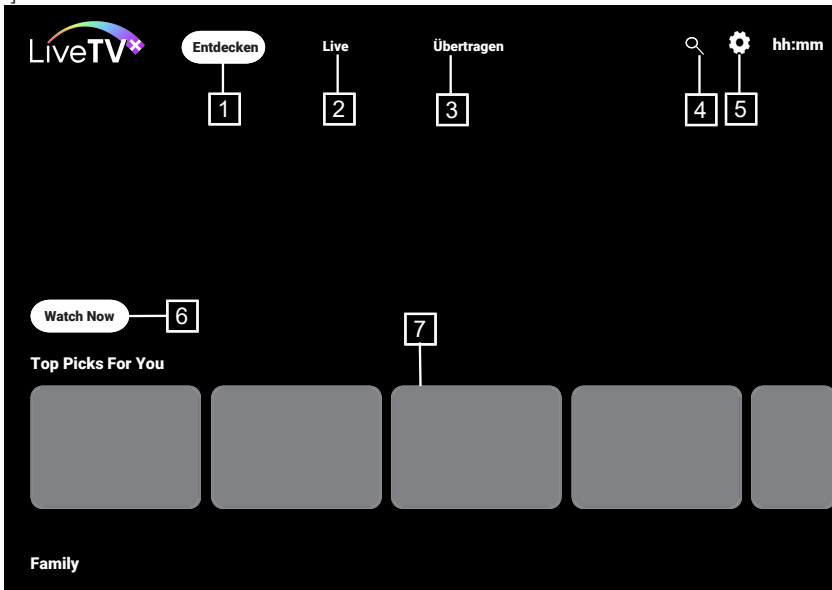 LiveTVx Entdecken Live Übertragen hh:mm
1 2 3 4 5
Watch Now 6
7
Top Picks For You
Family